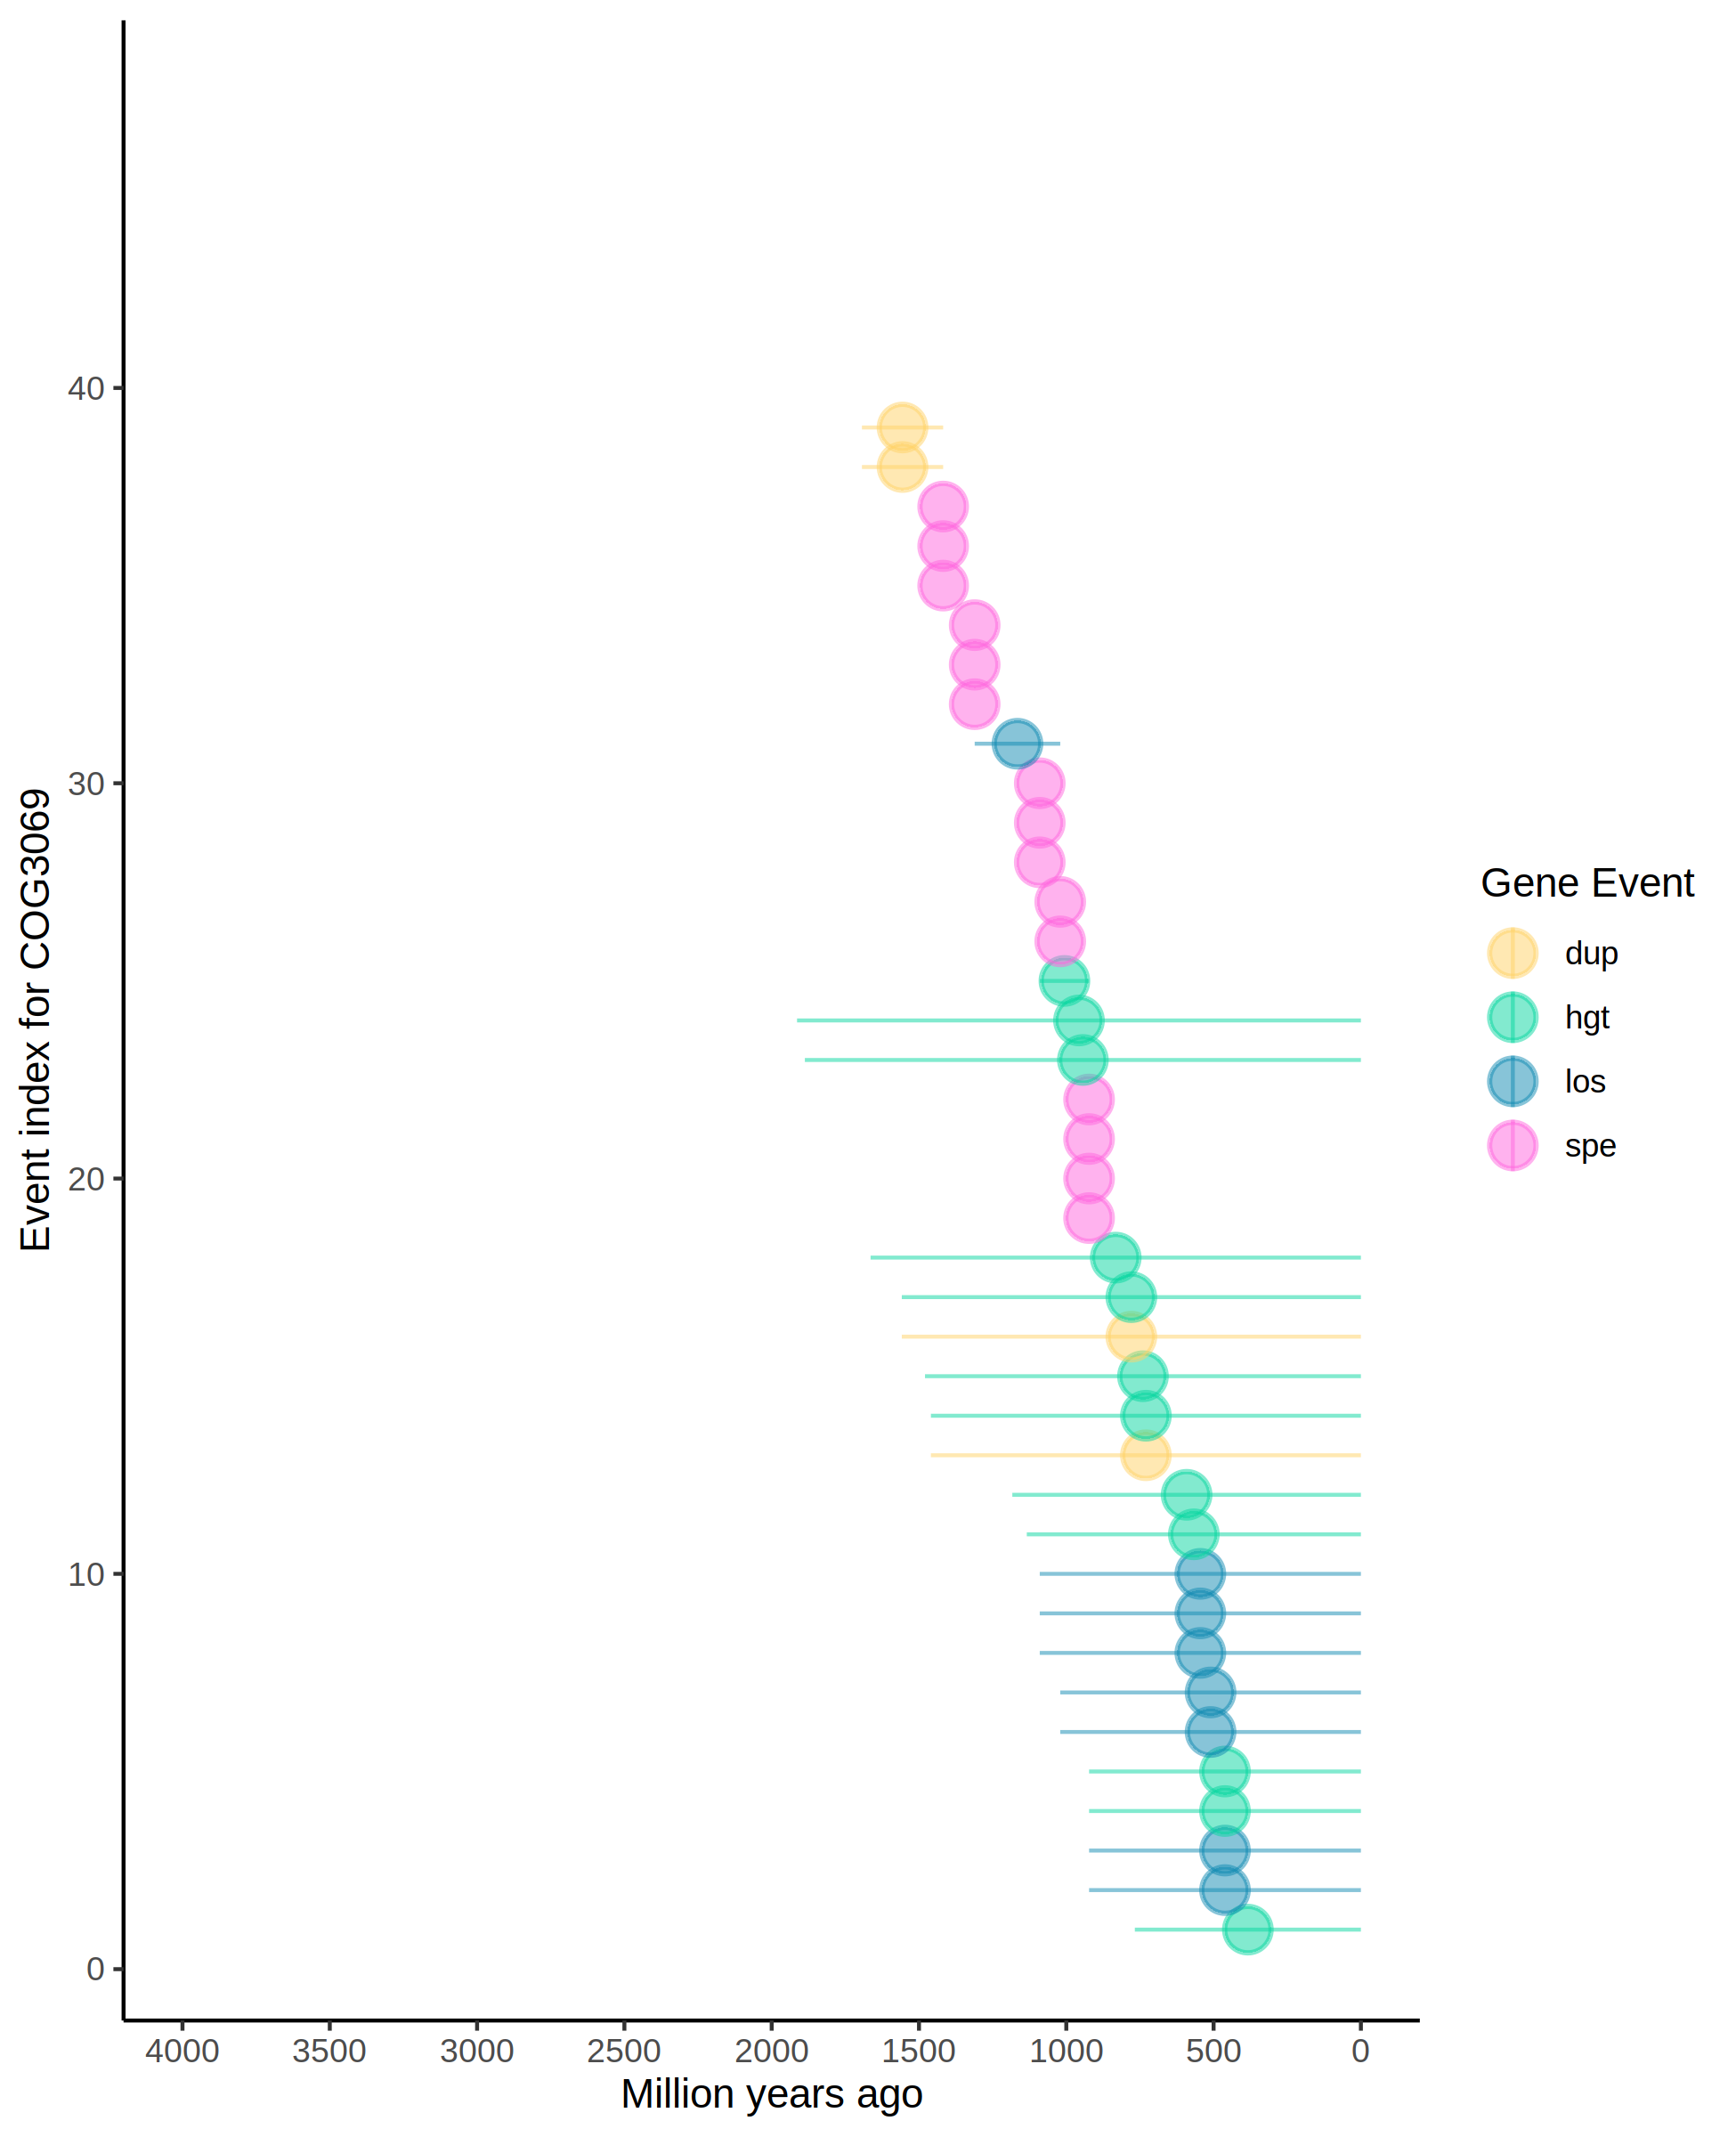 40
30
20
10
0
Event index for COG3069
4000 3500 3000 2500 2000 1500 1000 500 0
Million years ago
Gene Event
dup
hgt
los
spe